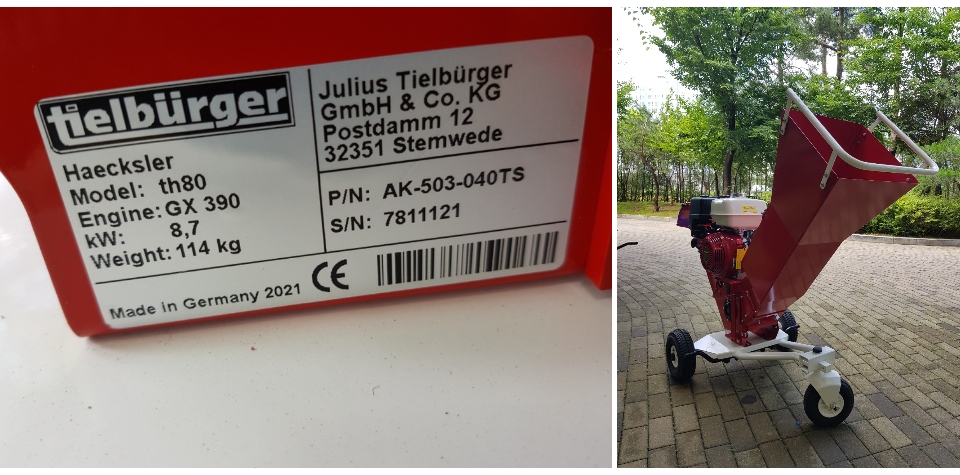 tielbürger
Haecksler
Model: th80
Engine: GX 390
kW: 8,7
Weight: 114 kg
Julius Tielbürger
GmbH & Co. KG
Postdamm 12
32351 Stemwede
P/N: AK-503-040TS
S/N: 7811121
Made in Germany 2021
CE